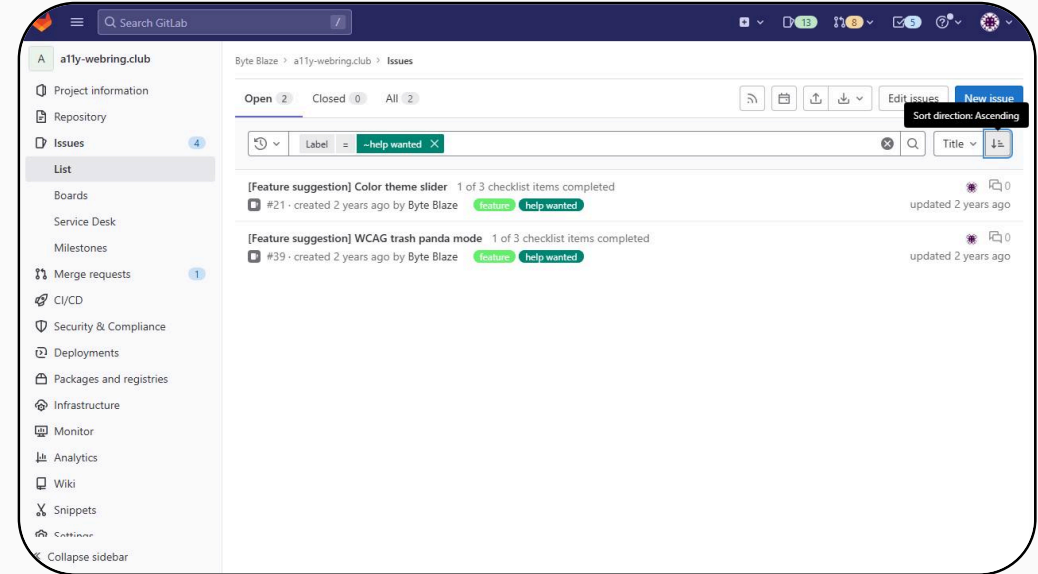 Search GitLab /
13 8 5
A a11y-webring.club
Byte Blaze > a11y-webring.club > Issues
Project information
Repository
Issues 4
List
Boards
Service Desk
Milestones
Merge requests 1
CI/CD
Security & Compliance
Deployments
Packages and registries
Infrastructure
Monitor
Analytics
Wiki
Snippets
Settings
Collapse sidebar
Open 2 Closed 0 All 2
Edit issues New issue
Sort direction: Ascending
Label = ~help wanted
Title
[Feature suggestion] Color theme slider 1 of 3 checklist items completed 0
#21 · created 2 years ago by Byte Blaze feature help wanted updated 2 years ago
[Feature suggestion] WCAG trash panda mode 1 of 3 checklist items completed 0
#39 · created 2 years ago by Byte Blaze feature help wanted updated 2 years ago